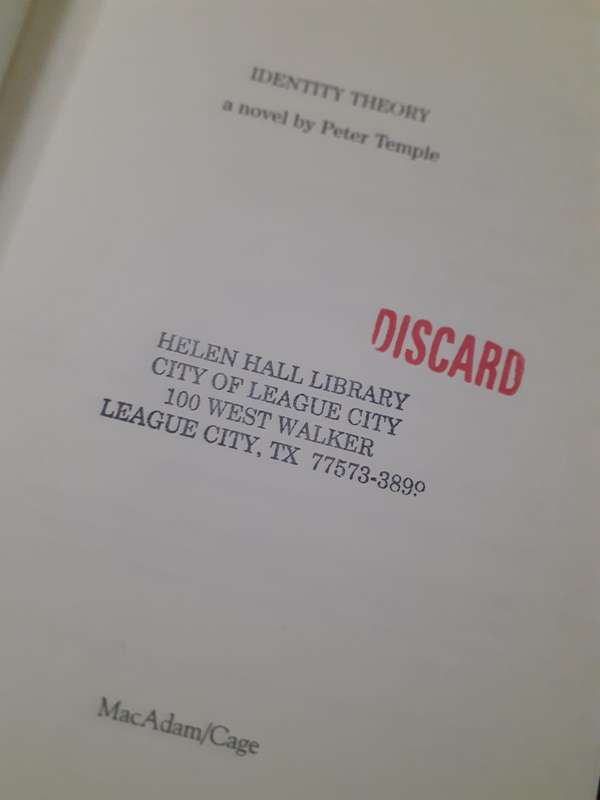 IDENTITY THEORY
a novel by Peter Temple
DISCARD
HELEN HALL LIBRARY
CITY OF LEAGUE CITY
100 WEST WALKER
LEAGUE CITY, TX 77573-3899
MacAdam/Cage